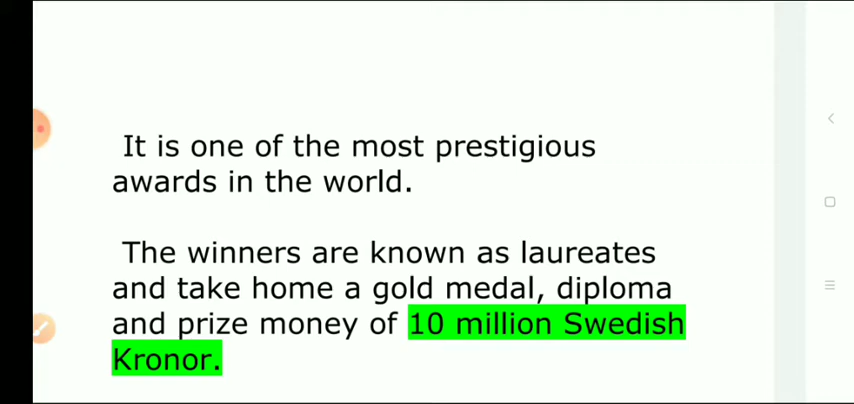 It is one of the most prestigious
awards in the world.
The winners are known as laureates
and take home a gold medal, diploma
and prize money of 10 million Swedish
Kronor.